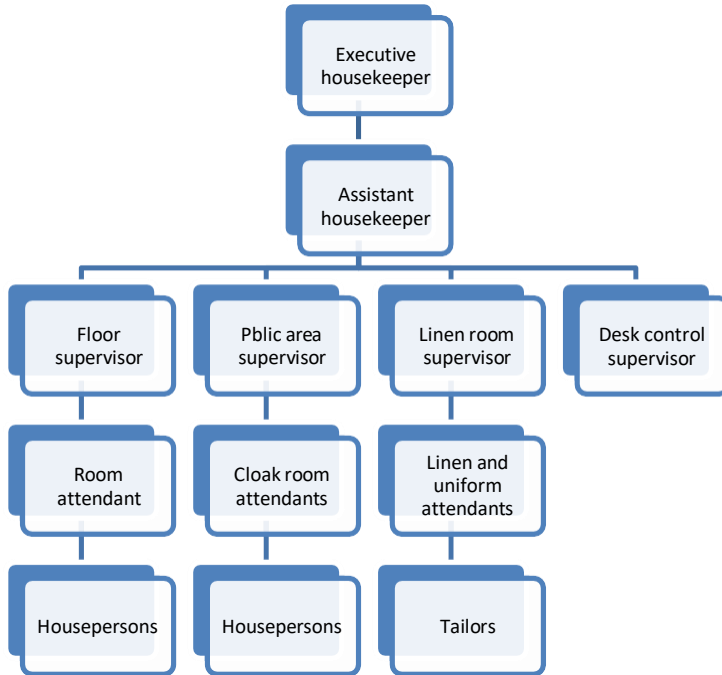 Executive
housekeeper
Assistant
housekeeper
Floor
supervisor
Pblic area
supervisor
Linen room
supervisor
Desk control
supervisor
Room
attendant
Cloak room
attendants
Linen and
uniform
attendants
Housepersons
Housepersons
Tailors